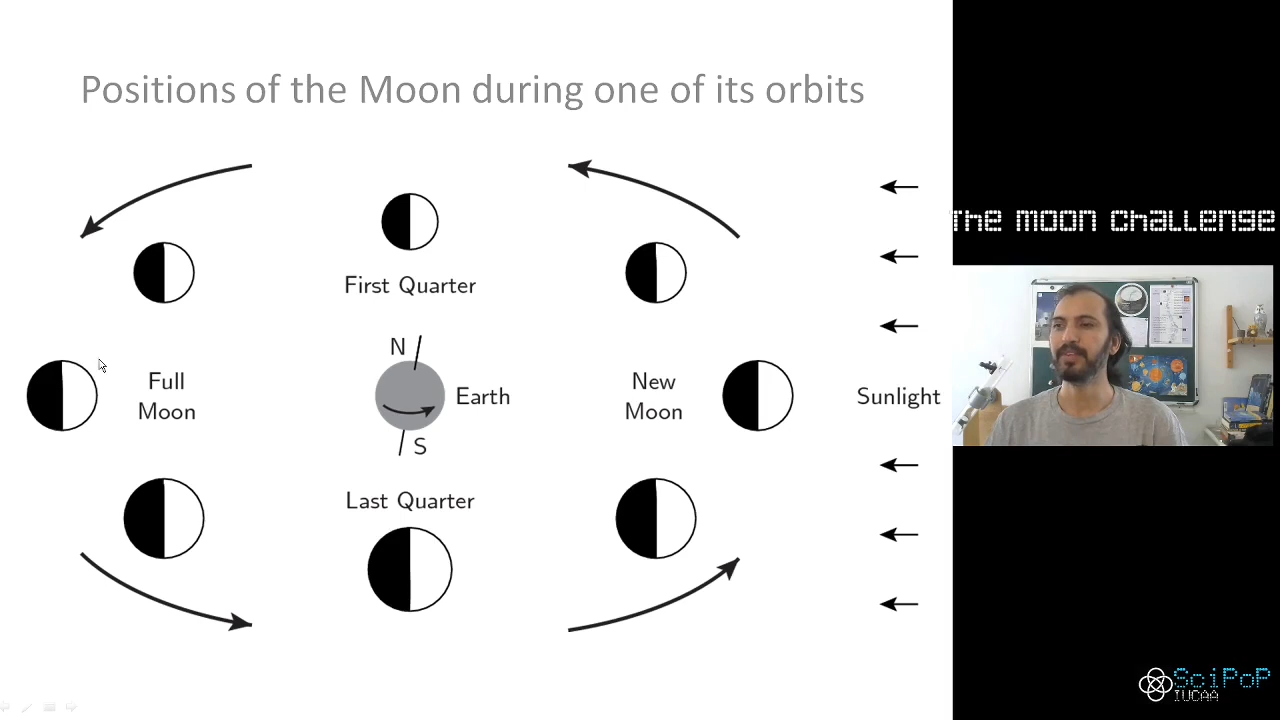 Positions of the Moon during one of its orbits
The Moon Challenge
First Quarter
N
Full
Moon
Earth
New
Moon
Sunlight
S
Last Quarter
SciPoP
IUCAA